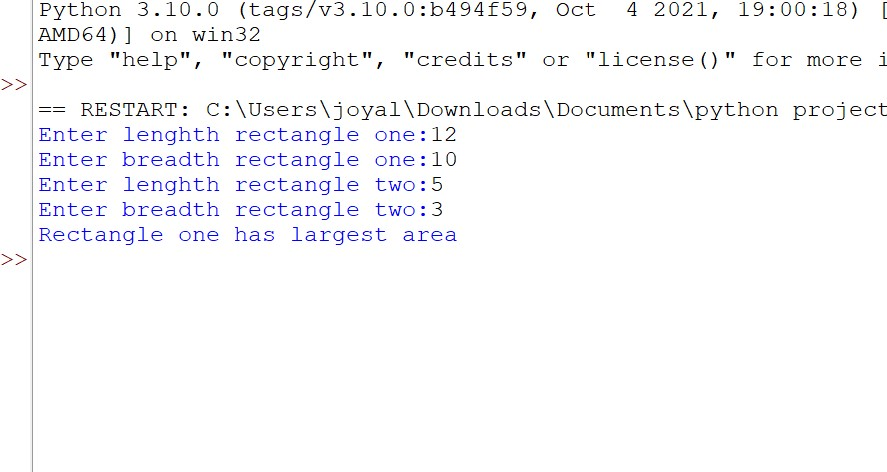 Python 3.10.0 (tags/v3.10.0:b494f59, Oct  4 2021, 19:00:18) [
AMD64)] on win32
Type "help", "copyright", "credits" or "license()" for more i
>>
== RESTART: C:\Users\joyal\Downloads\Documents\python project
Enter lenghth rectangle one:12
Enter breadth rectangle one:10
Enter lenghth rectangle two:5
Enter breadth rectangle two:3
Rectangle one has largest area
>>